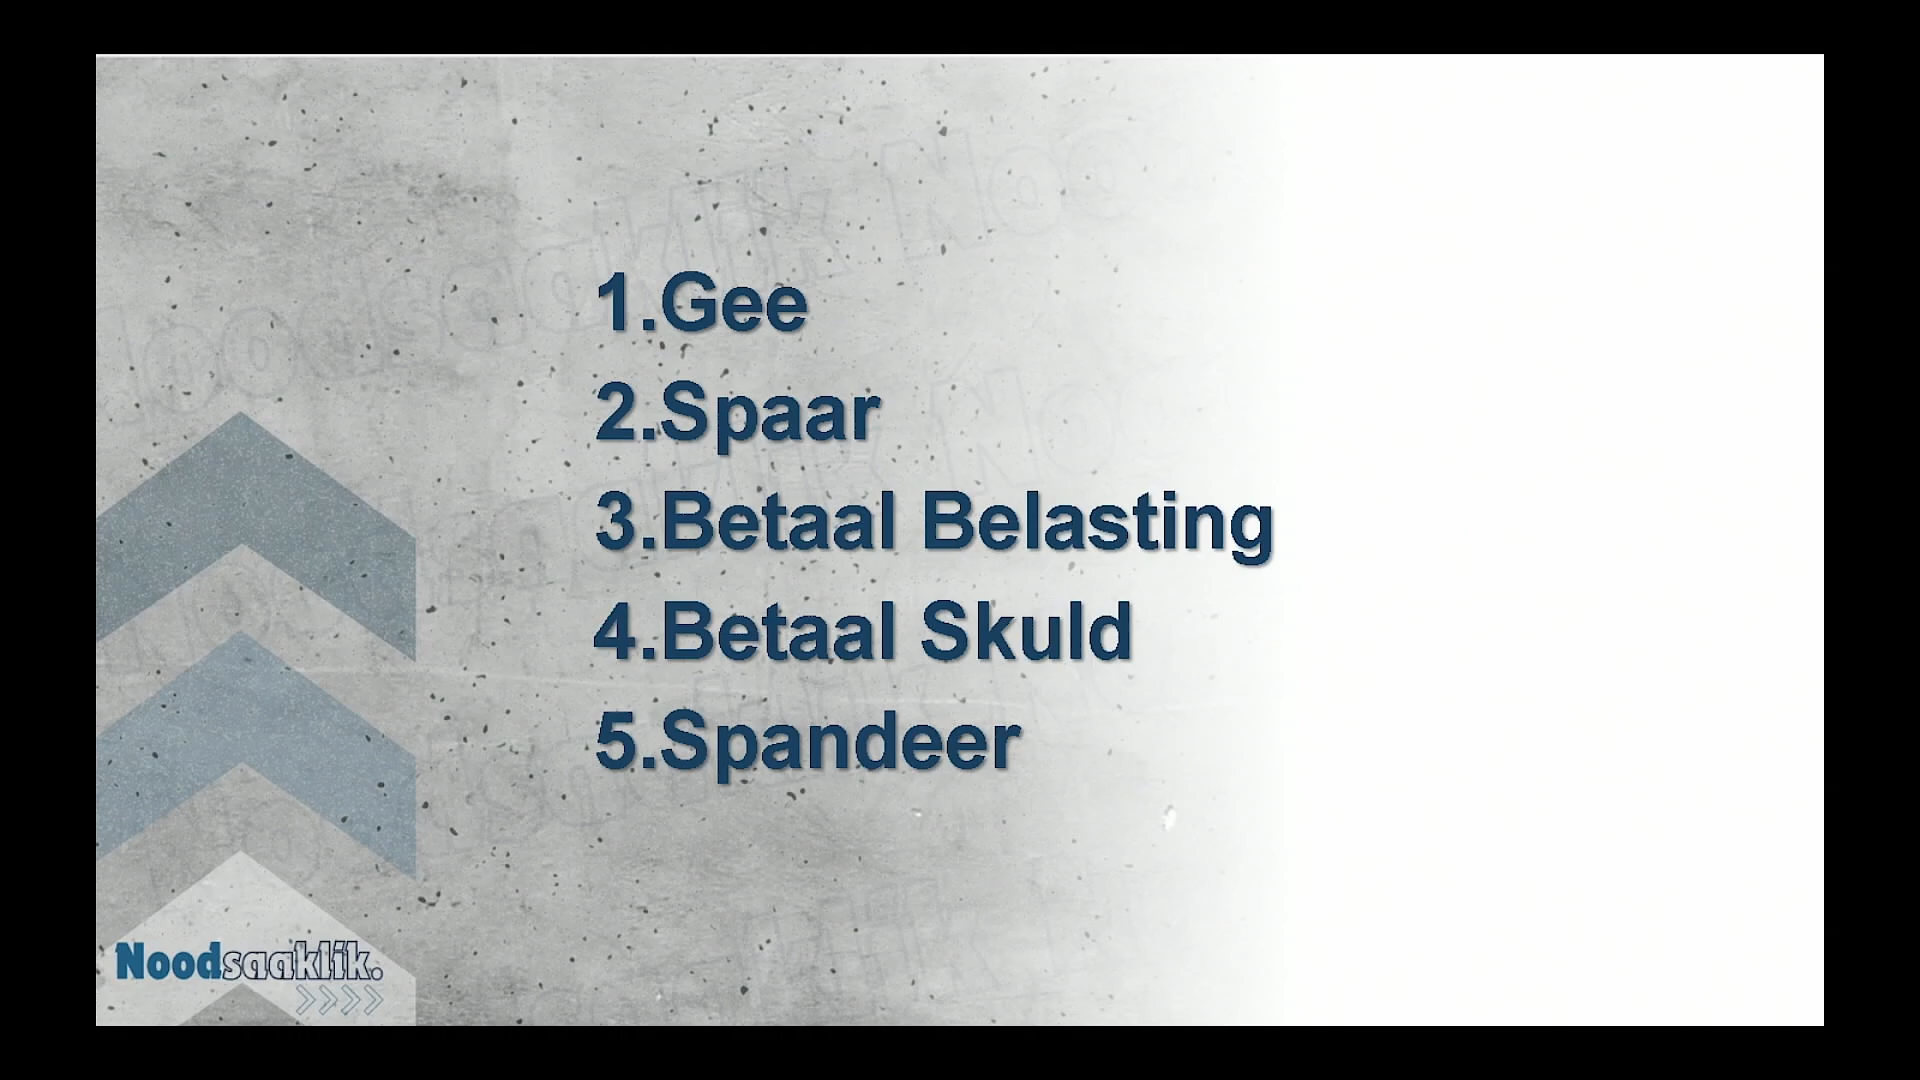 1.Gee
2.Spaar
3.Betaal Belasting
4.Betaal Skuld
5.Spandeer
Noodsaaklik.